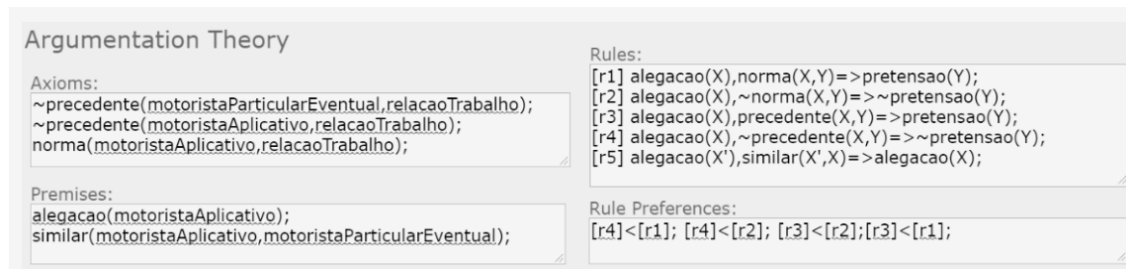 Argumentation Theory
Axioms:
~precedente(motoristaParticularEventual,relacaoTrabalho);
~precedente(motoristaAplicativo,relacaoTrabalho);
norma(motoristaAplicativo,relacaoTrabalho);
Premises:
alegacao(motoristaAplicativo);
similar(motoristaAplicativo,motoristaParticularEventual);
Rules:
[r1] alegacao(X),norma(X,Y)=>pretensao(Y);
[r2] alegacao(X),~norma(X,Y)=>~pretensao(Y);
[r3] alegacao(X),precedente(X,Y)=>pretensao(Y);
[r4] alegacao(X),~precedente(X,Y)=>~pretensao(Y);
[r5] alegacao(X'),similar(X',X)=>alegacao(X);
Rule Preferences:
[r4]<[r1]; [r4]<[r2]; [r3]<[r2];[r3]<[r1];